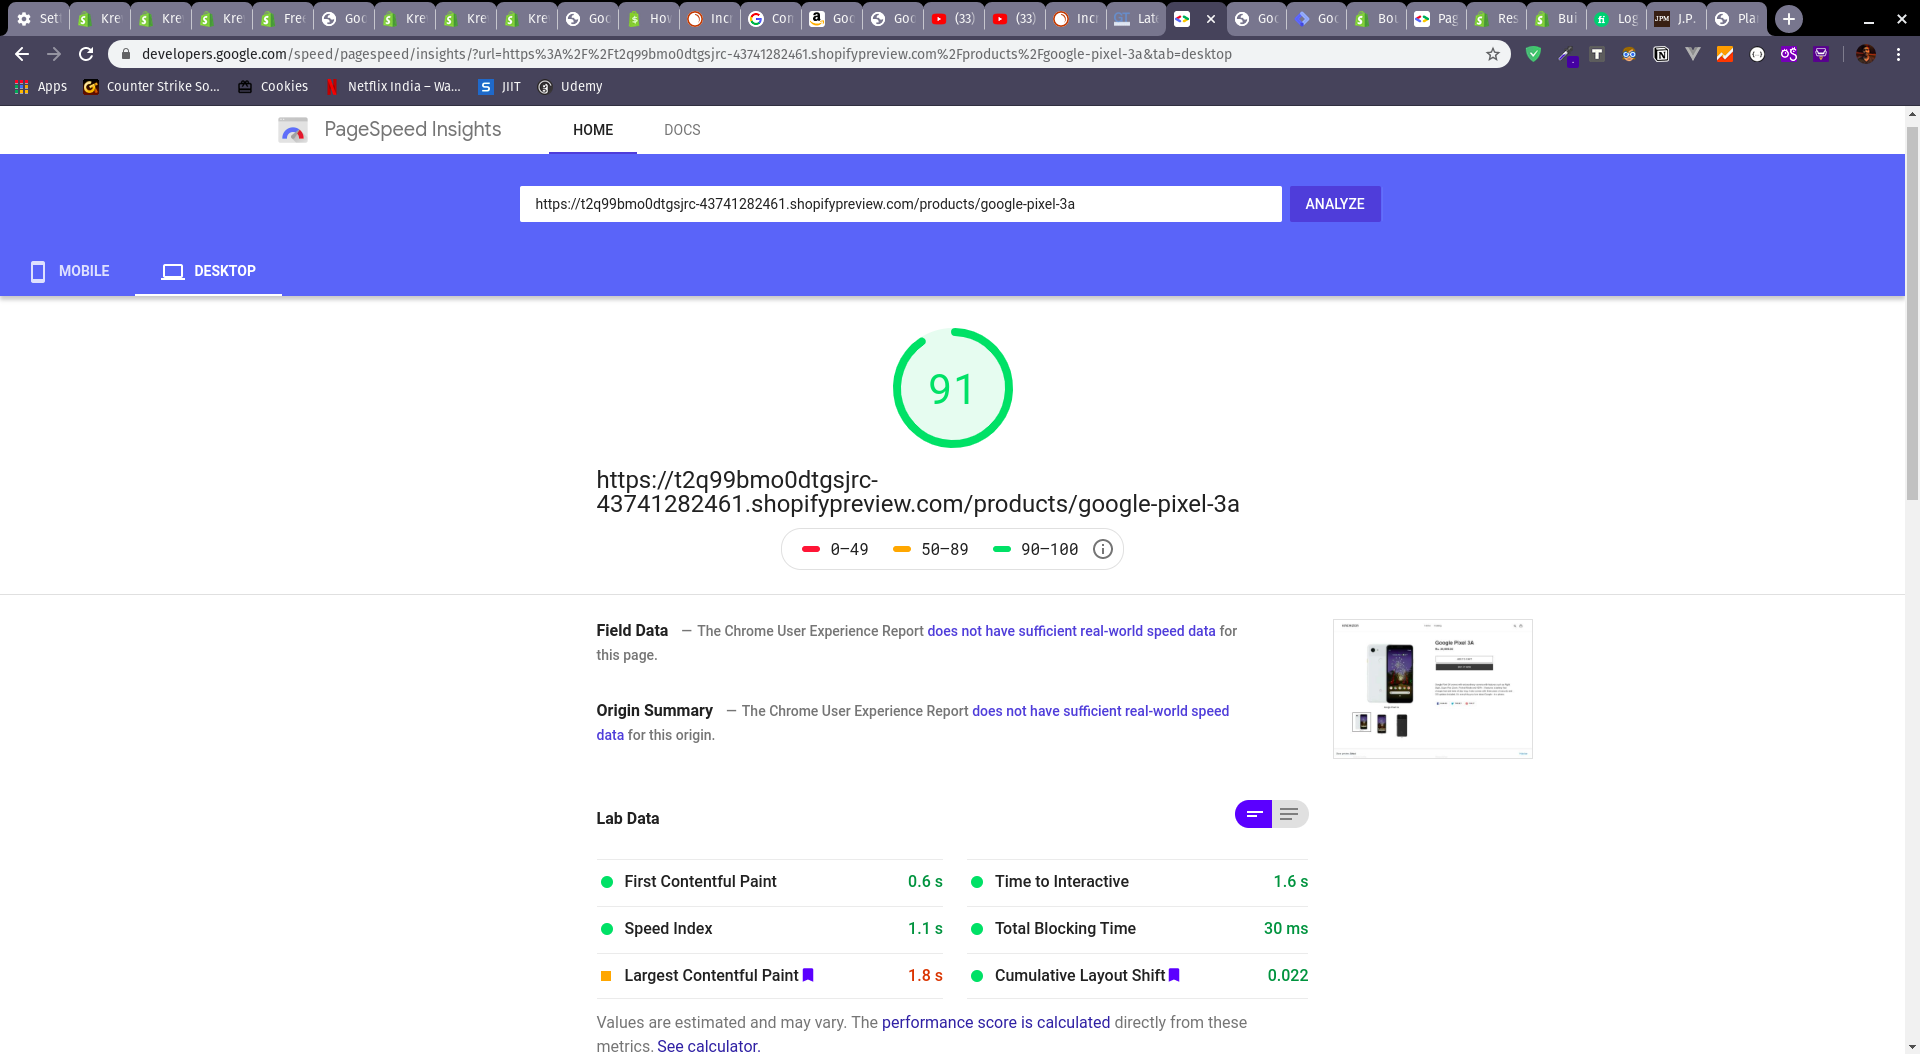 Set Kre Kre Kre Free Goo Kre Kre Kre Goo How Incr Con Goo Goo (33) (33) Incr Late Goo Goo Bou Pag Res Bui Log J.P. Pla
developers.google.com/speed/pagespeed/insights/?url=https%3A%2F%2Ft2q99bmo0dtgsjrc-43741282461.shopifypreview.com%2Fproducts%2Fgoogle-pixel-3a&tab=desktop
Apps Counter Strike So... Cookies Netflix India – Wa... JIIT Udemy
PageSpeed Insights HOME DOCS
https://t2q99bmo0dtgsjrc-43741282461.shopifypreview.com/products/google-pixel-3a ANALYZE
MOBILE DESKTOP
91
https://t2q99bmo0dtgsjrc-
43741282461.shopifypreview.com/products/google-pixel-3a
0–49 50–89 90–100
Field Data — The Chrome User Experience Report does not have sufficient real-world speed data for
this page.
Google Pixel 3A
Origin Summary — The Chrome User Experience Report does not have sufficient real-world speed
data for this origin.
Lab Data
First Contentful Paint 0.6 s Time to Interactive 1.6 s
Speed Index 1.1 s Total Blocking Time 30 ms
Largest Contentful Paint 1.8 s Cumulative Layout Shift 0.022
Values are estimated and may vary. The performance score is calculated directly from these
metrics. See calculator.